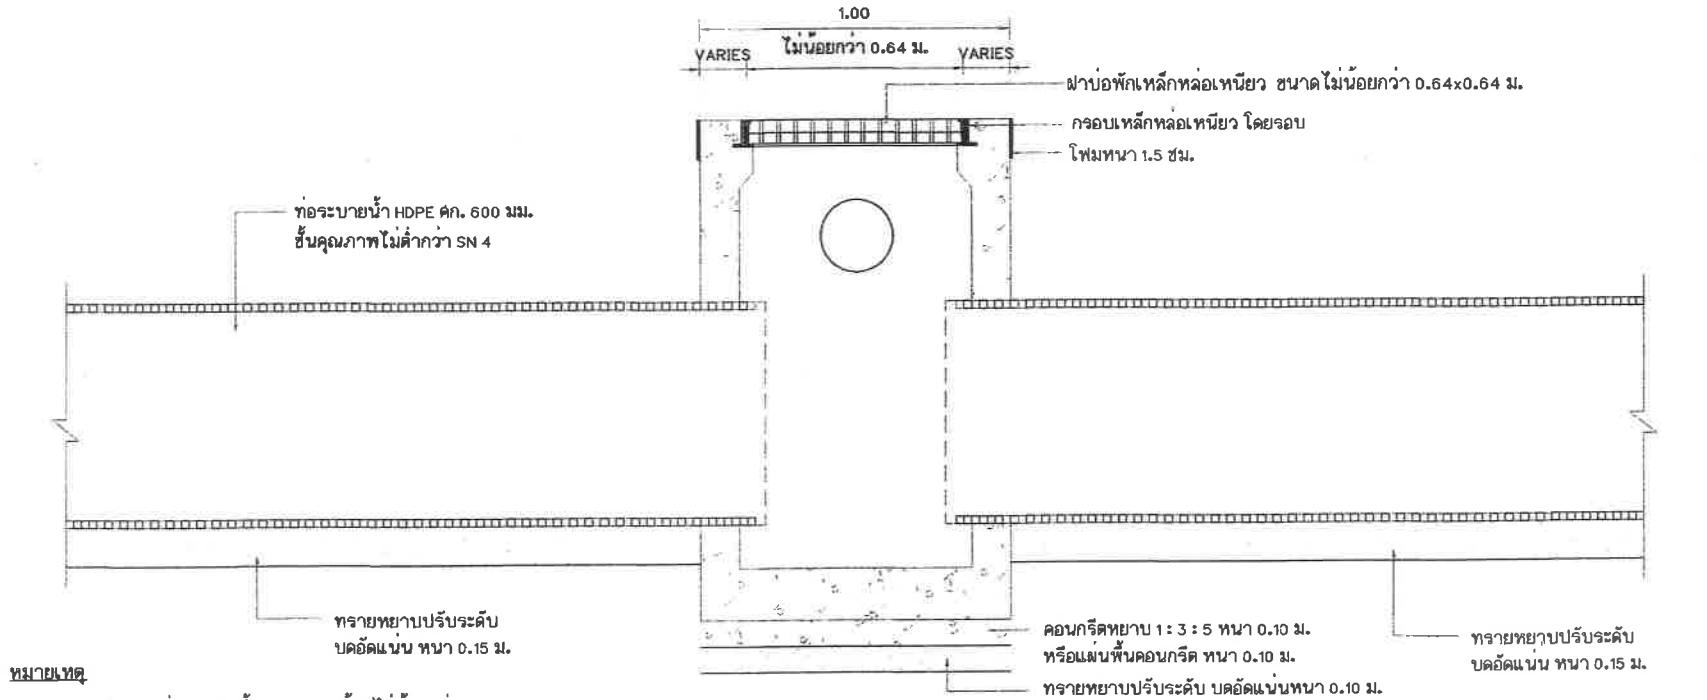 1.00
VARIES
ไม่น้อยกว่า 0.64 ม.
VARIES
ฝาบ่อพักเหล็กหล่อเหนียว ขนาดไม่น้อยกว่า 0.64x0.64 ม.
กรอบเหล็กหล่อเหนียว โดยรอบ
โฟมหนา 1.5 ซม.
ท่อระบายน้ำ HDPE ศก. 600 มม.
ชั้นคุณภาพไม่ต่ำกว่า SN 4
ทรายหยาบปรับระดับ
บดอัดแน่น หนา 0.15 ม.
คอนกรีตหยาบ 1 : 3 : 5 หนา 0.10 ม.
หรือแผ่นพื้นคอนกรีต หนา 0.10 ม.
ทรายหยาบปรับระดับ บดอัดแน่นหนา 0.10 ม.
ทรายหยาบปรับระดับ
บดอัดแน่น หนา 0.15 ม.
หมายเหตุ